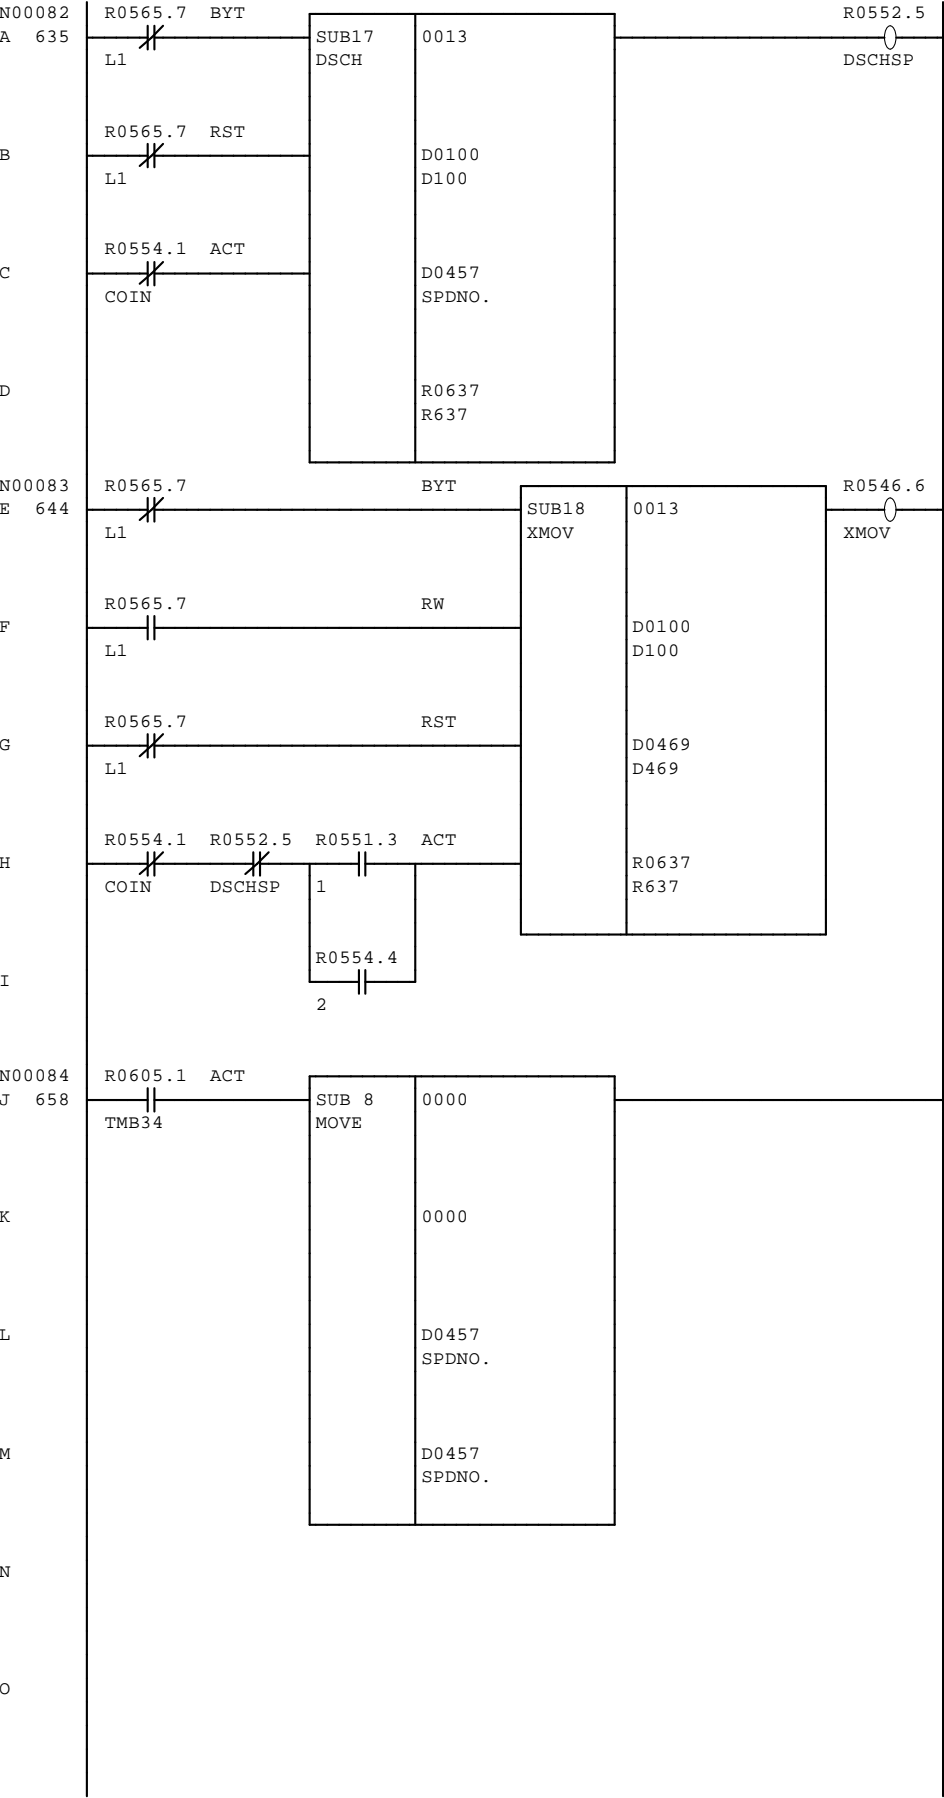 N00082 R0565.7 BYT R0552.5
A 635 SUB17 0013
L1 DSCH DSCHSP
R0565.7 RST
B D0100
L1 D100
R0554.1 ACT
C D0457
COIN SPDNO.
D R0637
R637
N00083 R0565.7 BYT R0546.6
E 644 SUB18 0013
L1 XMOV XMOV
R0565.7 RW
F D0100
L1 D100
R0565.7 RST
G D0469
L1 D469
R0554.1 R0552.5 R0551.3 ACT
H R0637
COIN DSCHSP 1 R637
R0554.4
I
2
N00084 R0605.1 ACT
J 658 SUB 8 0000
TMB34 MOVE
K 0000
L D0457
SPDNO.
M D0457
SPDNO.
N
O